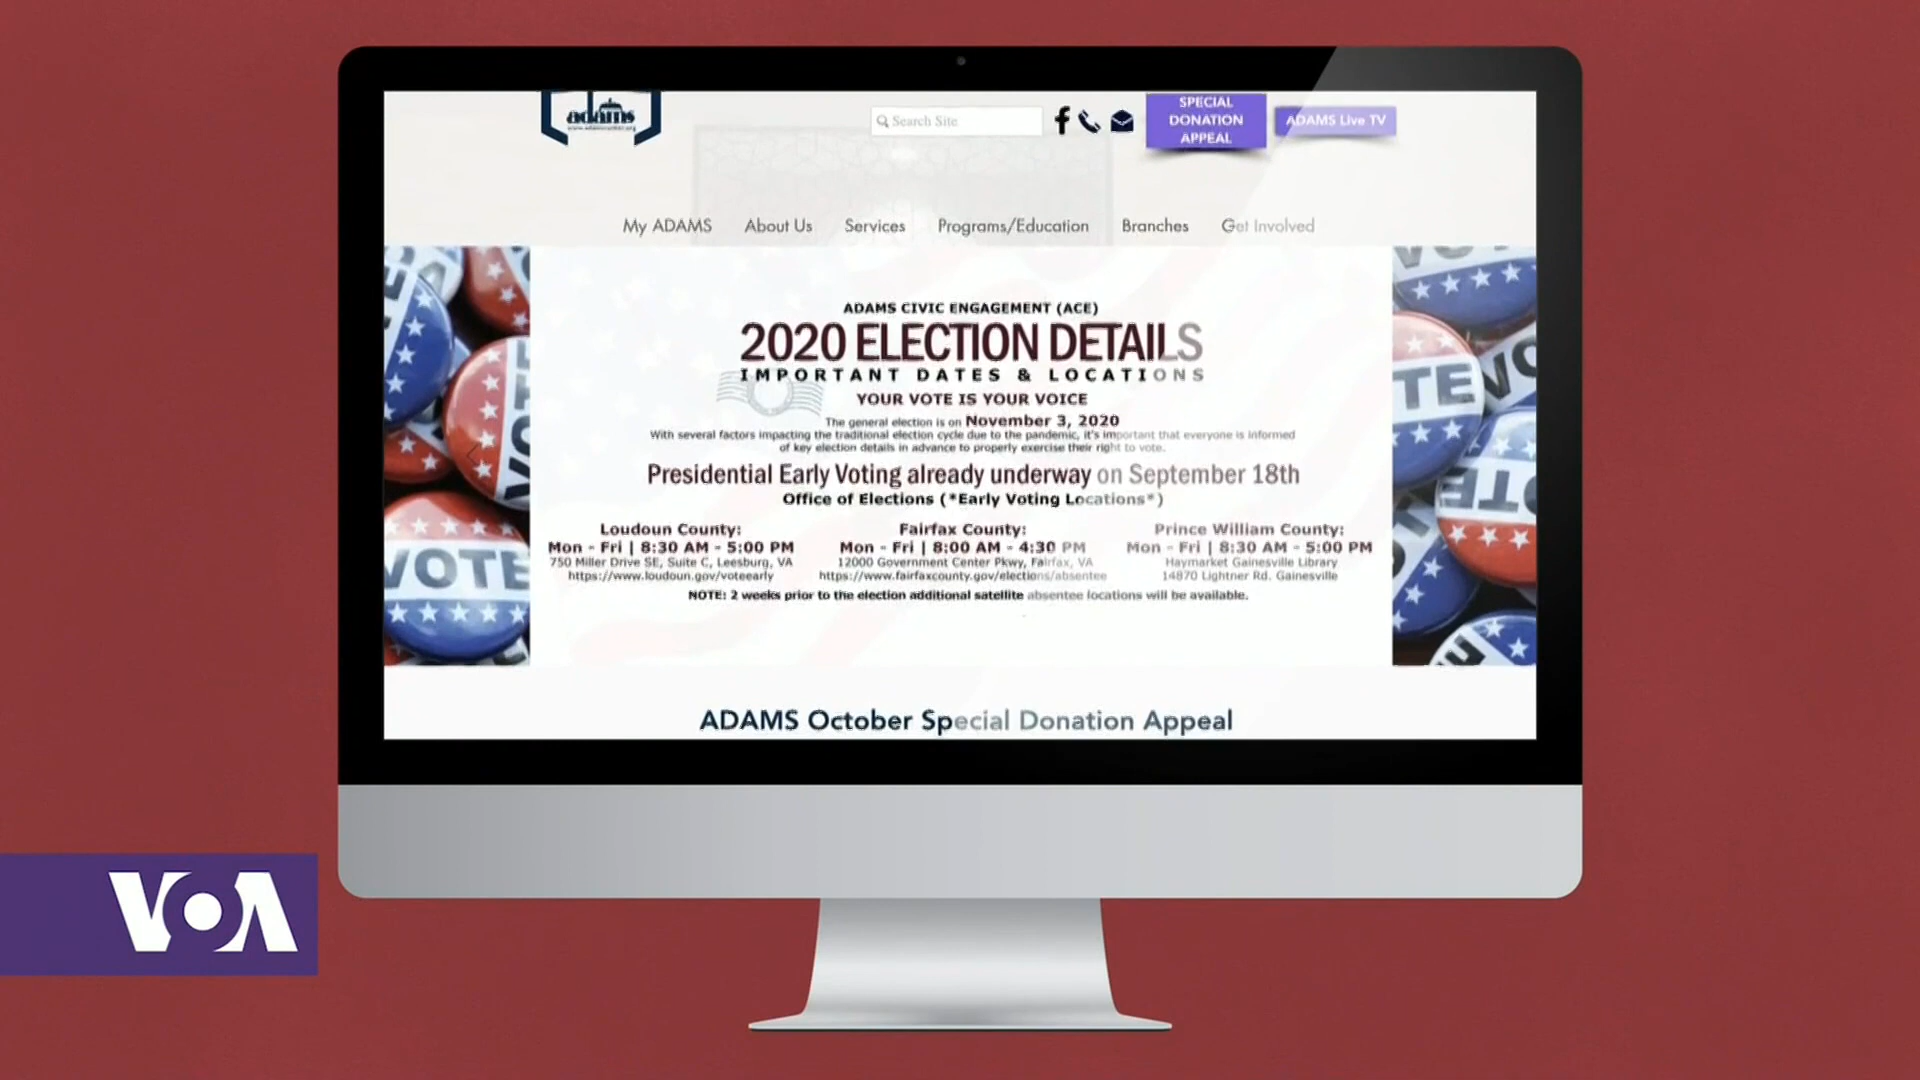 adams
Search Site
SPECIAL
DONATION
APPEAL
ADAMS Live TV
My ADAMS About Us Services Programs/Education Branches Get Involved
ADAMS CIVIC ENGAGEMENT (ACE)
2020 ELECTION DETAILS
IMPORTANT DATES & LOCATIONS
YOUR VOTE IS YOUR VOICE
The general election is on November 3, 2020
With several factors impacting the traditional election cycle due to the pandemic, it's important that everyone is informed
of key election details in advance to properly exercise their right to vote.
Presidential Early Voting already underway on September 18th
Office of Elections (*Early Voting Locations*)
Loudoun County:
Mon - Fri | 8:30 AM - 5:00 PM
750 Miller Drive SE, Suite C, Leesburg, VA
https://www.loudoun.gov/voteearly
Fairfax County:
Mon - Fri | 8:00 AM - 4:30 PM
12000 Government Center Pkwy, Fairfax, VA
https://www.fairfaxcounty.gov/elections/absentee
Prince William County:
Mon - Fri | 8:30 AM - 5:00 PM
Haymarket Gainesville Library
14870 Lightner Rd. Gainesville
NOTE: 2 weeks prior to the election additional satellite absentee locations will be available.
VOTE
VOTE
ADAMS October Special Donation Appeal
VOA